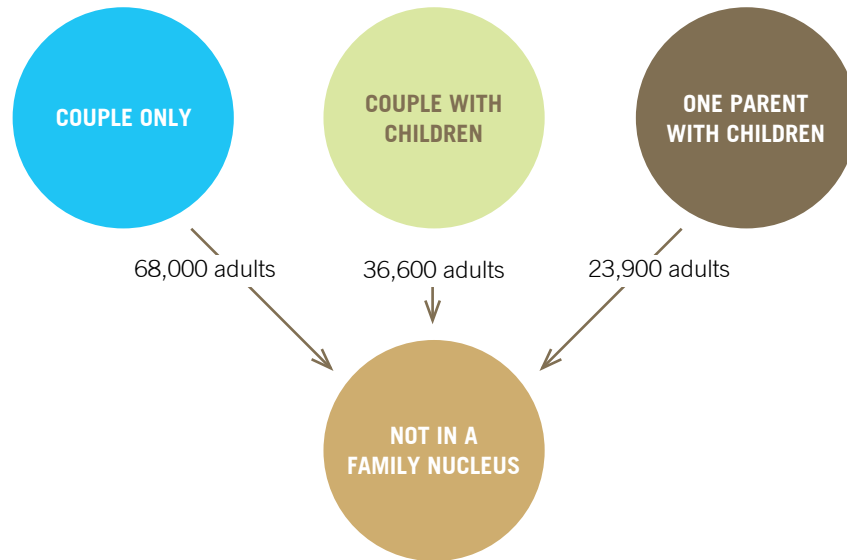 COUPLE ONLY
COUPLE WITH
CHILDREN
ONE PARENT
WITH CHILDREN
68,000 adults
36,600 adults
23,900 adults
NOT IN A
FAMILY NUCLEUS